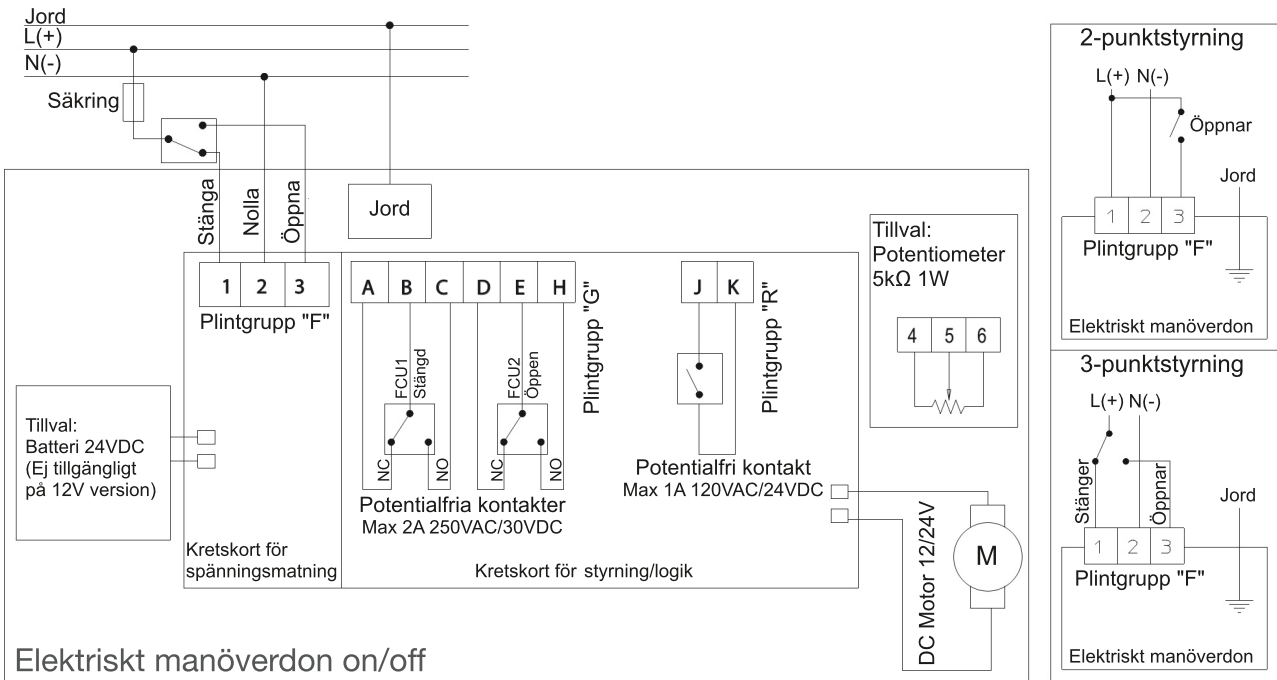 Jord
L(+)
N(-)
Säkring
Stänga
Nolla
Öppna
Jord
1 2 3
Plintgrupp "F"
A B C D E H
Plintgrupp "G"
FCU1
Stängd
FCU2
Öppen
NC
NO
NC
NO
Potentialfria kontakter
Max 2A 250VAC/30VDC
J K
Plintgrupp "R"
Potentialfri kontakt
Max 1A 120VAC/24VDC
Tillval:
Potentiometer
5kΩ 1W
4 5 6
Tillval:
Batteri 24VDC
(Ej tillgängligt
på 12V version)
Kretskort för
spänningsmatning
Kretskort för styrning/logik
DC Motor 12/24V
M
Elektriskt manöverdon on/off
2-punktstyrning
L(+) N(-)
Öppnar
Jord
1 2 3
Plintgrupp "F"
Elektriskt manöverdon
3-punktstyrning
L(+) N(-)
Stänger
Öppnar
Jord
1 2 3
Plintgrupp "F"
Elektriskt manöverdon